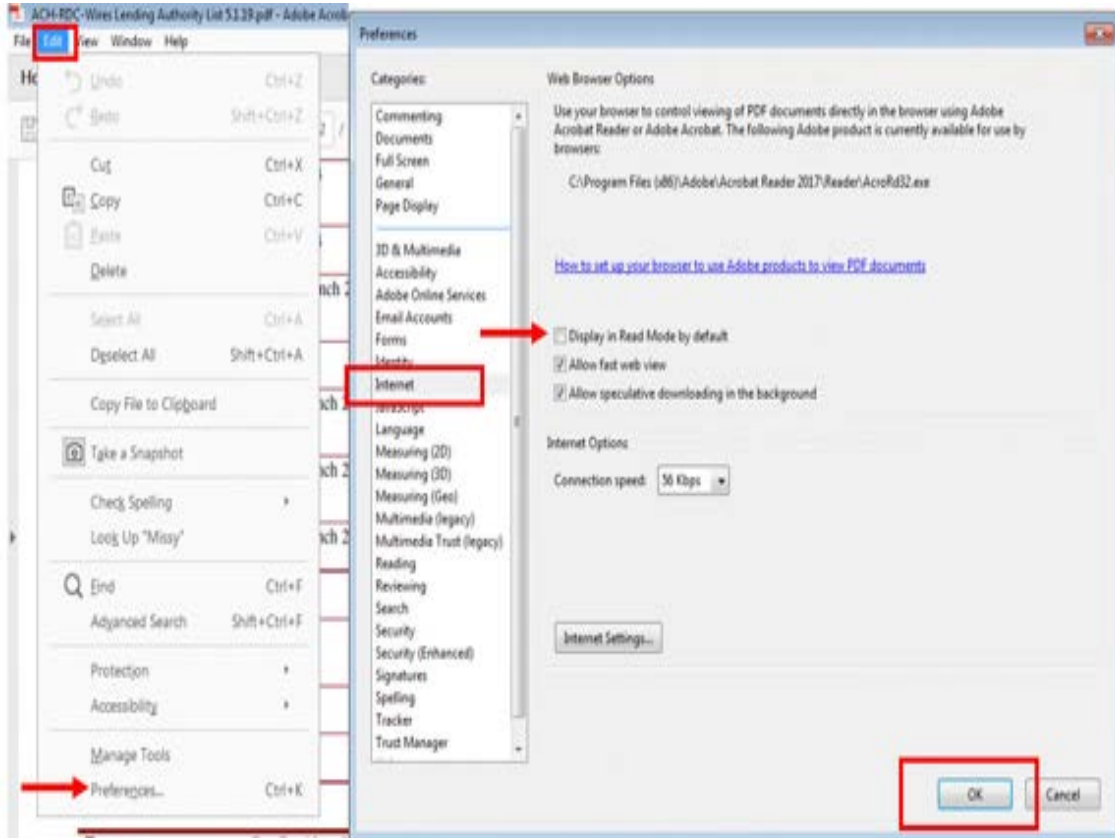 ACH-RDC-Wires Lending Authority List 5.1.19.pdf - Adobe Acrob
File Edit View Window Help
Undo Ctrl+Z
Redo Shift+Ctrl+Z
Cut Ctrl+X
Copy Ctrl+C
Paste Ctrl+V
Delete
Select All Ctrl+A
Deselect All Shift+Ctrl+A
Copy File to Clipboard
Take a Snapshot
Check Spelling
Look Up "Missy"
Find Ctrl+F
Advanced Search Shift+Ctrl+F
Protection
Accessibility
Manage Tools
Preferences... Ctrl+K
Preferences
Categories:
Commenting
Documents
Full Screen
General
Page Display
3D & Multimedia
Accessibility
Adobe Online Services
Email Accounts
Forms
Identity
Internet
JavaScript
Language
Measuring (2D)
Measuring (3D)
Measuring (Geo)
Multimedia (legacy)
Multimedia Trust (legacy)
Reading
Reviewing
Search
Security
Security (Enhanced)
Signatures
Spelling
Tracker
Trust Manager
Web Browser Options
Use your browser to control viewing of PDF documents directly in the browser using Adobe
Acrobat Reader or Adobe Acrobat. The following Adobe product is currently available for use by
browsers:
C:\Program Files (x86)\Adobe\Acrobat Reader 2017\Reader\AcroRd32.exe
How to set up your browser to use Adobe products to view PDF documents
Display in Read Mode by default
Allow fast web view
Allow speculative downloading in the background
Internet Options
Connection speed: 56 Kbps
Internet Settings...
OK Cancel